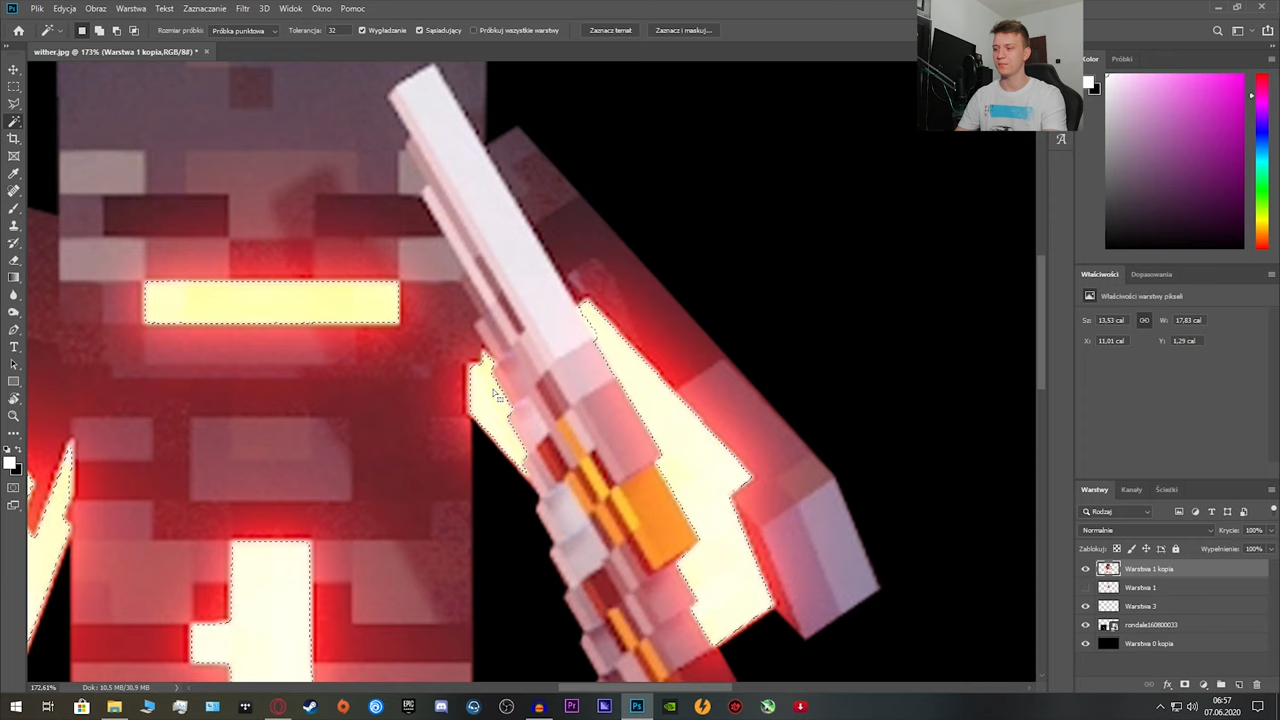 Plik Edycja Obraz Warstwa Tekst Zaznaczanie Filtr 3D Widok Okno Pomoc
Rozmiar próbki: Próbka punktowa Tolerancja: 32 Wygładzanie Sąsiadujący Próbkuj wszystkie warstwy Zaznacz temat Zaznacz i maskuj...
wither.jpg @ 173% (Warstwa 1 kopia,RGB/8#) *
Kolor Próbki
Właściwości Dopasowania
Właściwości warstwy pikseli
Sz: 13,53 cal W: 17,83 cal
X: 11,01 cal Y: 1,29 cal
Warstwy Kanały Ścieżki
Rodzaj
Normalnie Krycie: 100%
Zablokuj: Wypełnienie: 100%
Warstwa 1 kopia
Warstwa 1
Warstwa 3
rondale160800033
Warstwa 0 kopia
172,61% Dok: 10,5 MB/30,9 MB
06:57
07.06.2020